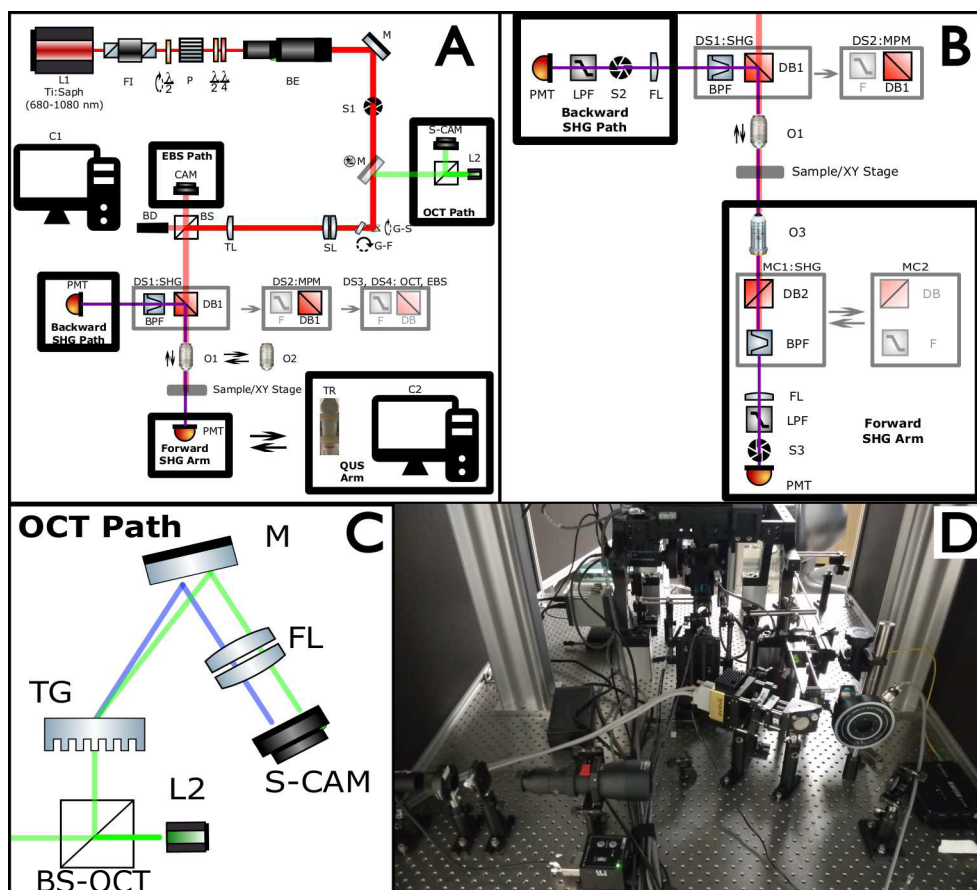 A
L1
Ti:Saph
(680-1080 nm)
FI
λ
2
P
λ λ
2 4
BE
M
S1
M
S-CAM
L2
OCT Path
C1
EBS Path
CAM
BD
BS
TL
SL
G-S
G-F
PMT
Backward
SHG Path
DS1:SHG
BPF
DB1
DS2:MPM
F
DB1
DS3, DS4: OCT, EBS
F
DB
O1
O2
Sample/XY Stage
PMT
Forward
SHG Arm
TR
C2
QUS
Arm
B
PMT
LPF
S2
FL
Backward
SHG Path
DS1:SHG
BPF
DB1
DS2:MPM
F
DB1
O1
Sample/XY Stage
O3
MC1:SHG
DB2
BPF
MC2
DB
F
FL
LPF
S3
PMT
Forward
SHG Arm
OCT Path
C
M
FL
TG
S-CAM
L2
BS-OCT
D